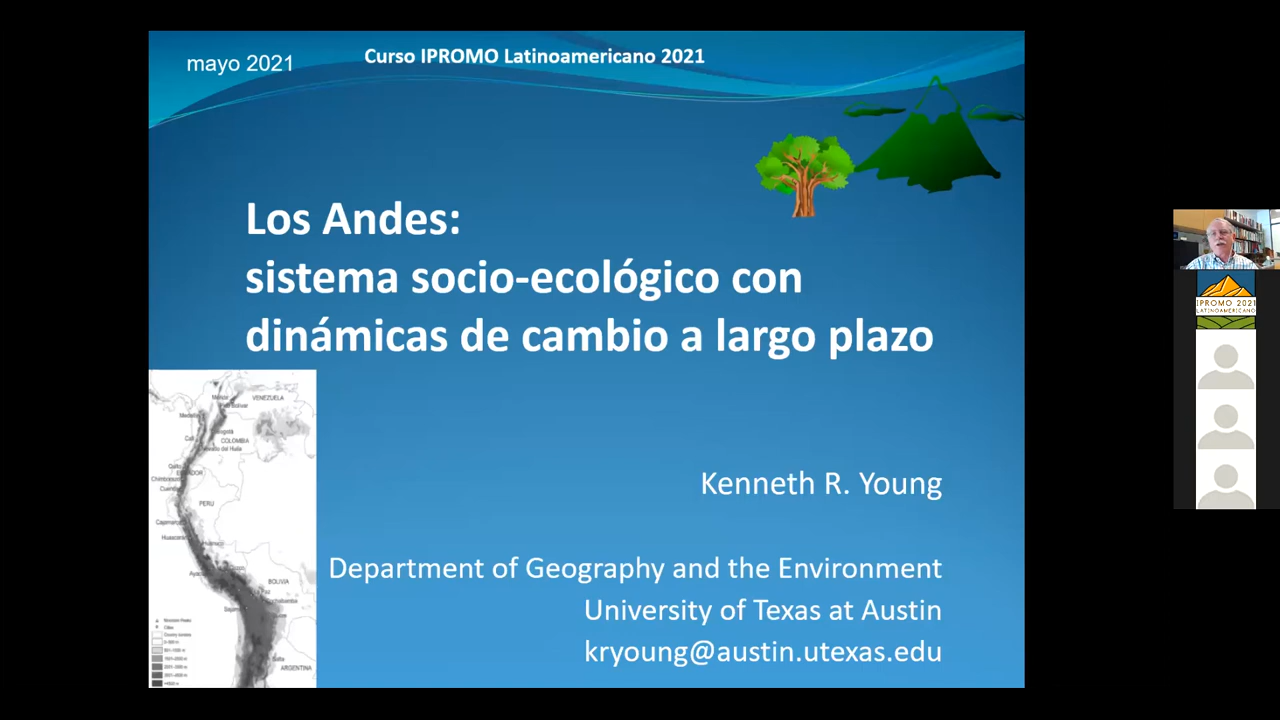 mayo 2021
Curso IPROMO Latinoamericano 2021
Los Andes:
sistema socio-ecológico con
dinámicas de cambio a largo plazo
Kenneth R. Young
Department of Geography and the Environment
University of Texas at Austin
kryoung@austin.utexas.edu
VENEZUELA
COLOMBIA
PERU
BOLIVIA
ARGENTINA
IPROMO 2021
LATINOAMERICANO